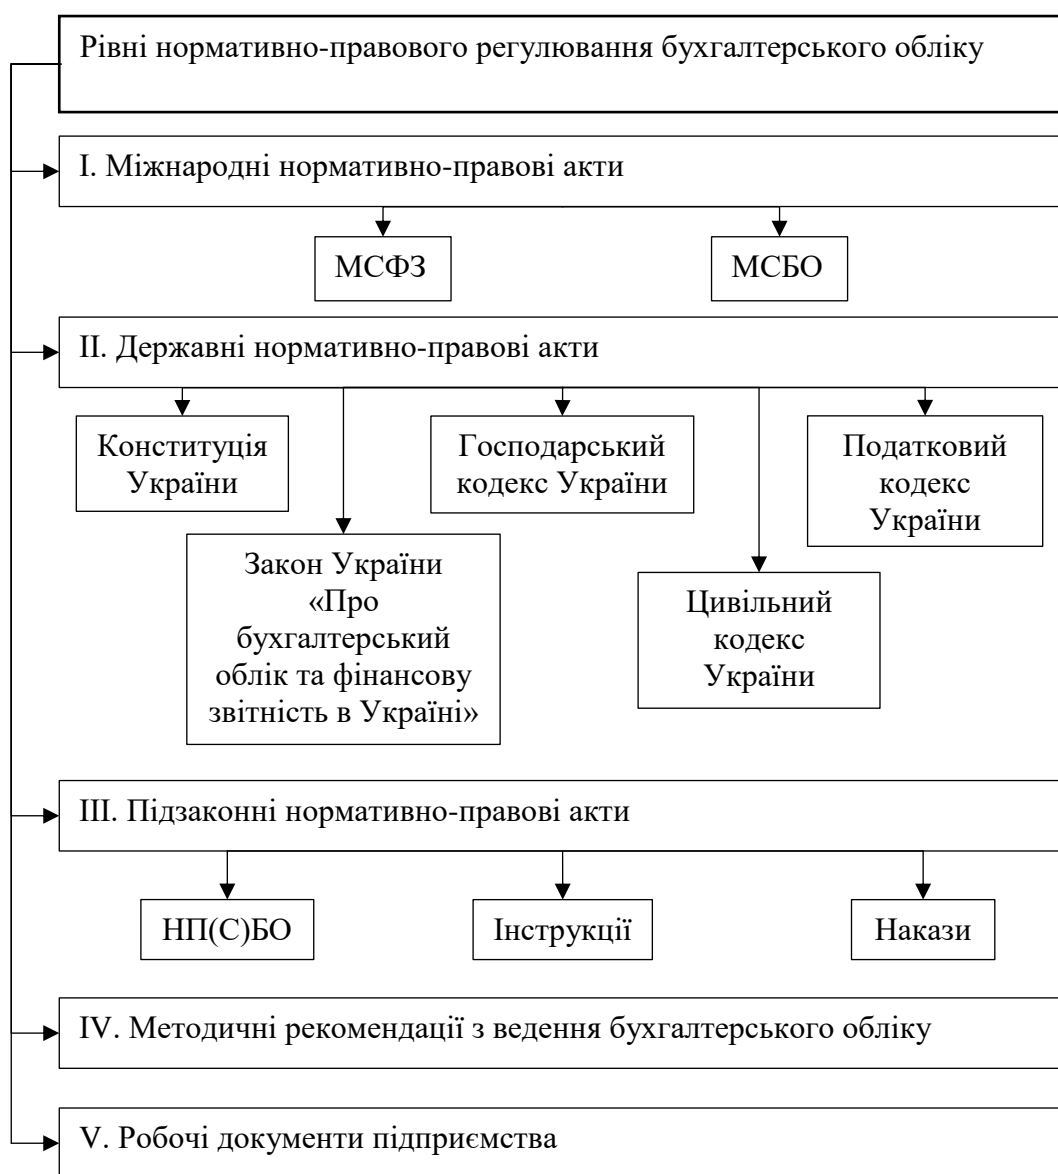 Рівні нормативно-правового регулювання бухгалтерського обліку
I. Міжнародні нормативно-правові акти
МСФЗ
МСБО
II. Державні нормативно-правові акти
Конституція
України
Господарський
кодекс України
Податковий
кодекс
України
Закон України
«Про
бухгалтерський
облік та фінансову
звітність в Україні»
Цивільний
кодекс
України
III. Підзаконні нормативно-правові акти
НП(С)БО
Інструкції
Накази
IV. Методичні рекомендації з ведення бухгалтерського обліку
V. Робочі документи підприємства